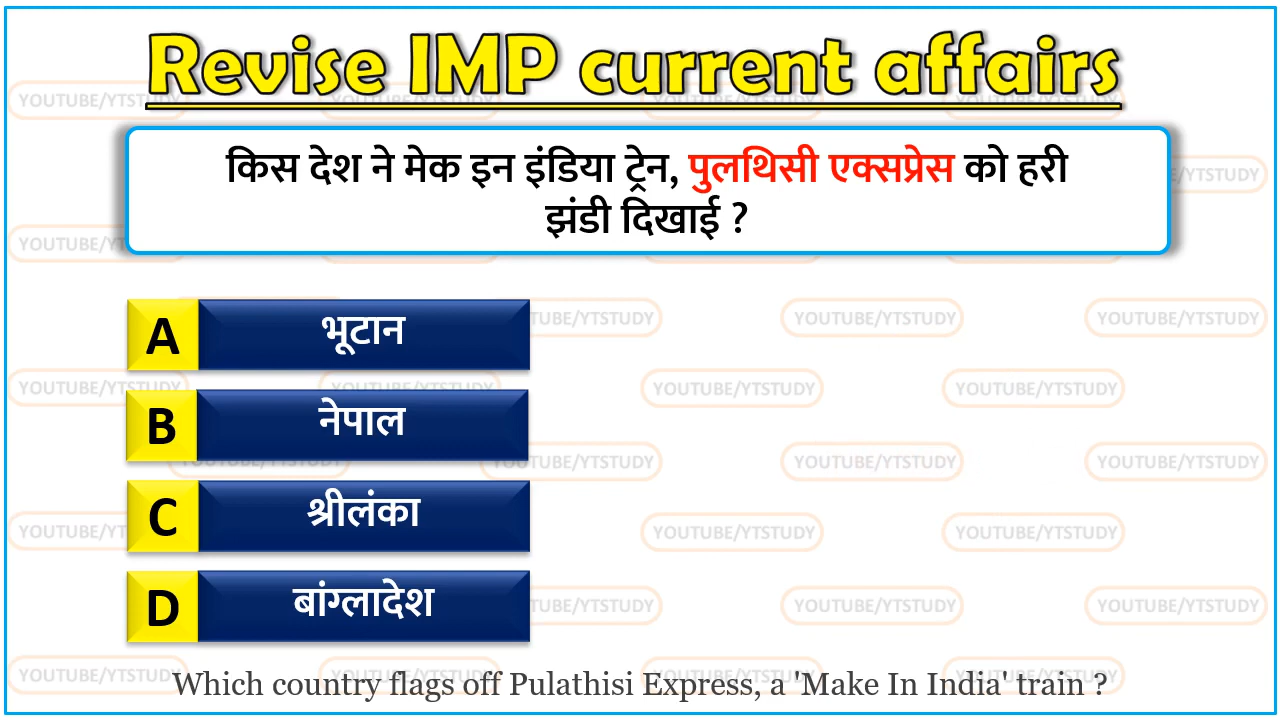 Revise IMP current affairs
किस देश ने मेक इन इंडिया ट्रेन, पुलथिसी एक्सप्रेस को हरी
झंडी दिखाई ?
A भूटान
B नेपाल
C श्रीलंका
D बांग्लादेश
Which country flags off Pulathisi Express, a 'Make In India' train ?
YOUTUBE/YTSTUDY